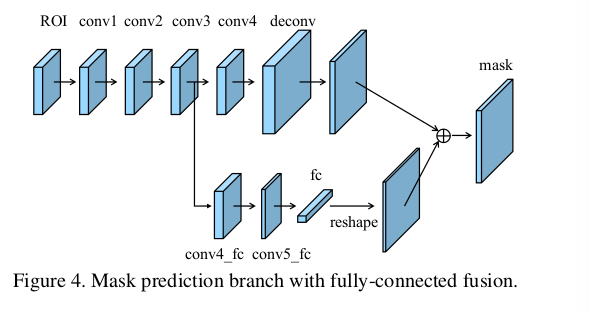 ROI conv1 conv2 conv3 conv4 deconv
mask
fc
reshape
conv4_fc conv5_fc
Figure 4. Mask prediction branch with fully-connected fusion.